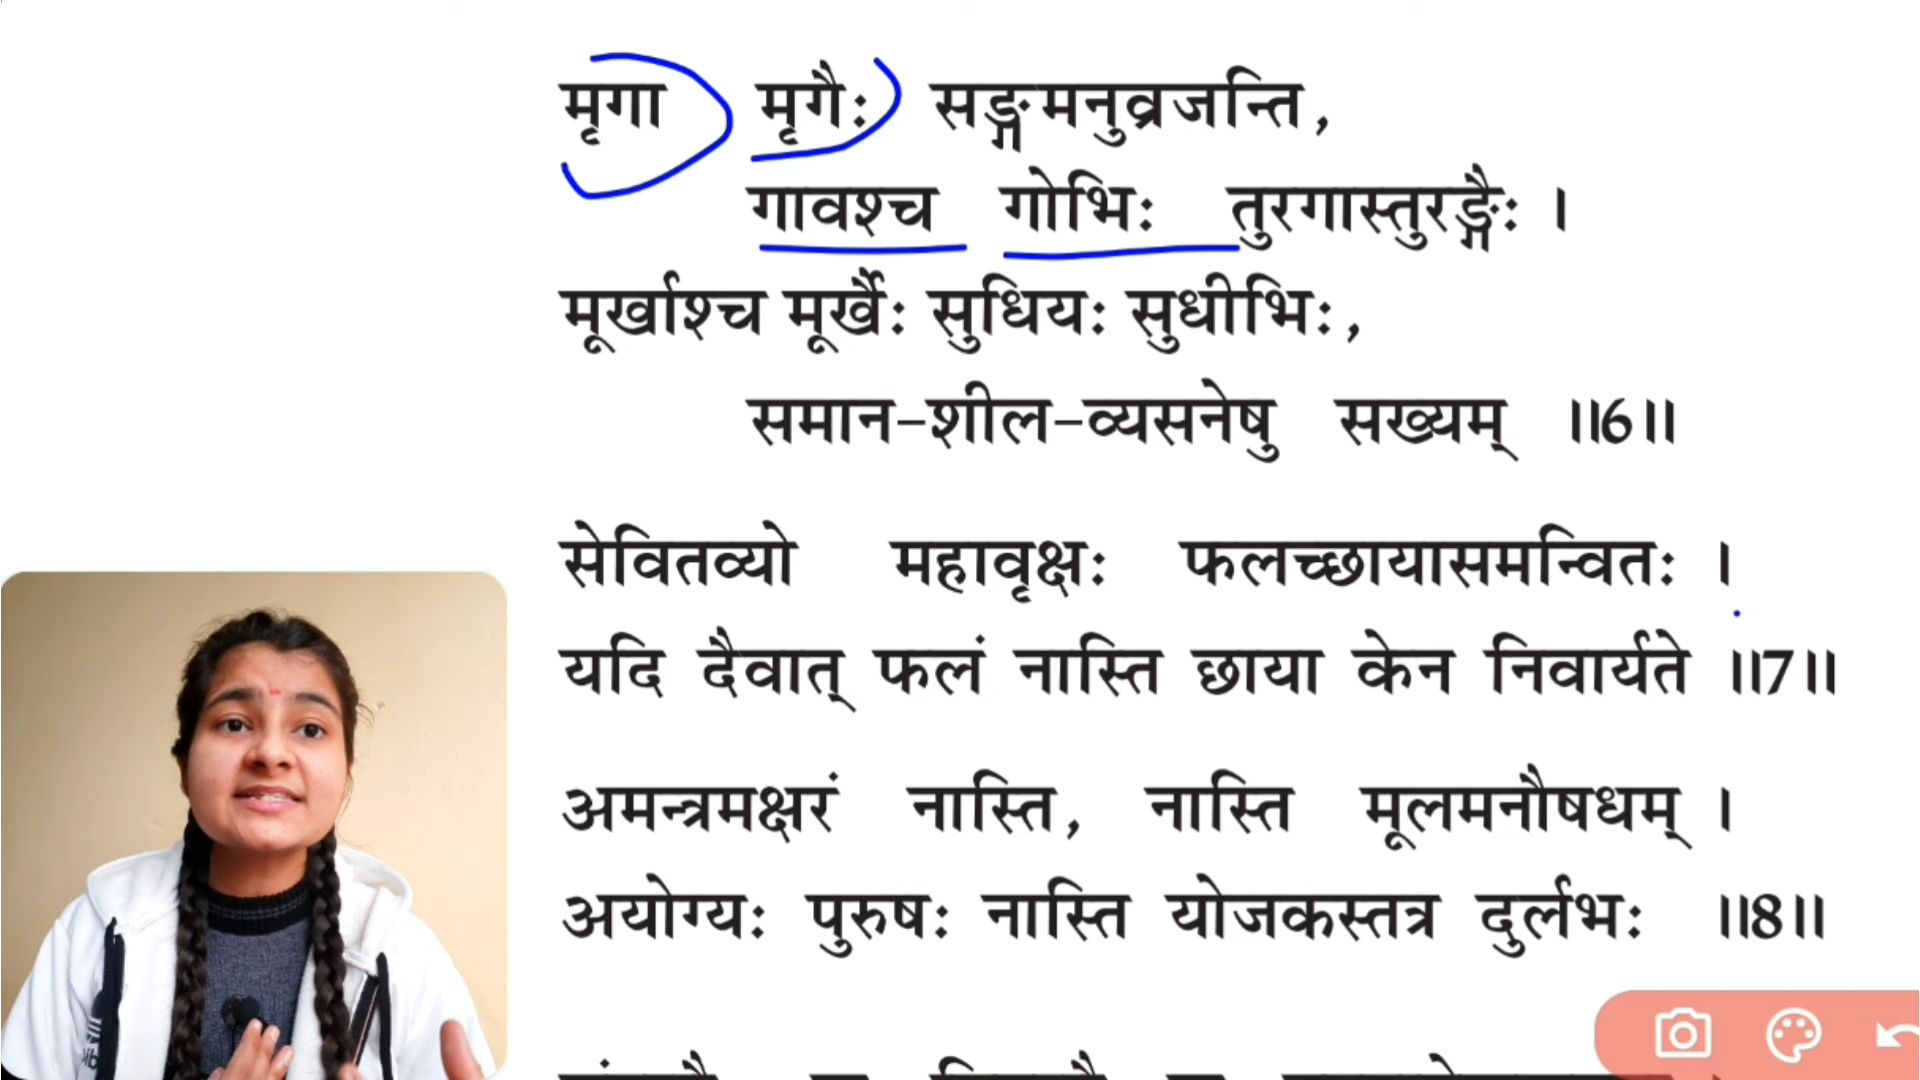 मृगा मृगैः सङ्गमनुव्रजन्ति,
गावश्च गोभिः तुरगास्तुरङ्गैः ।
मूर्खाश्च मूर्खैः सुधियः सुधीभिः,
समान-शील-व्यसनेषु सख्यम् ॥6॥
सेवितव्यो महावृक्षः फलच्छायासमन्वितः ।
यदि दैवात् फलं नास्ति छाया केन निवार्यते ॥7॥
अमन्त्रमक्षरं नास्ति, नास्ति मूलमनौषधम् ।
अयोग्यः पुरुषः नास्ति योजकस्तत्र दुर्लभः ॥8॥